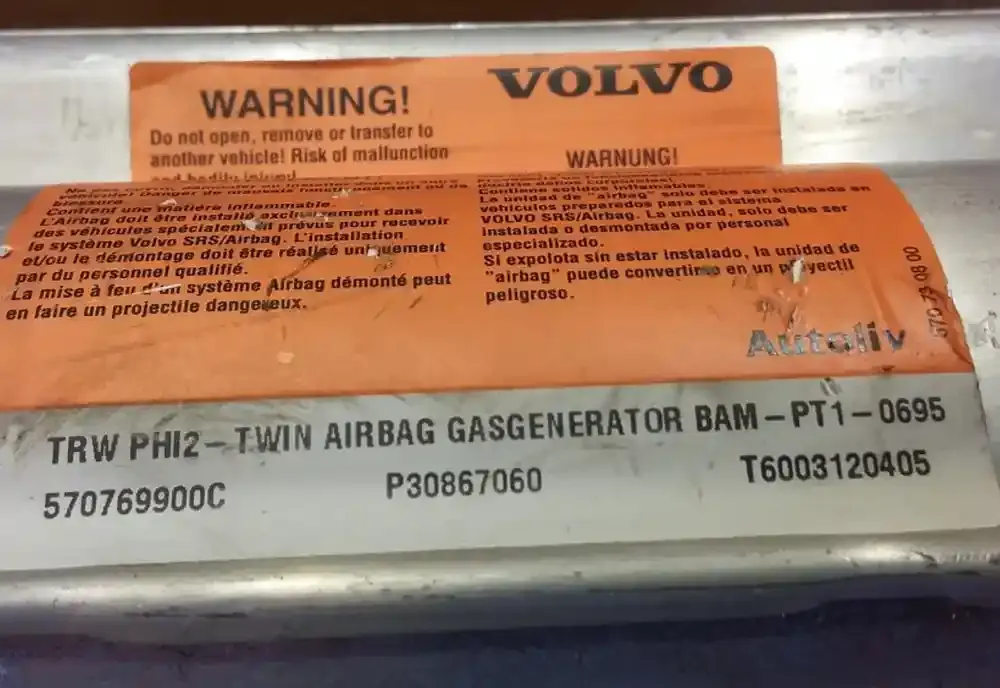 WARNING!
Do not open, remove or transfer to
another vehicle! Risk of malfunction
and bodily
VOLVO
WARNUNG!
Contient une matière inflammable.
L'Airbag doit être installé exclusivement dans
des véhicules spécialement prévus pour recevoir
le système Volvo SRS/Airbag. L'installation
et/ou le démontage doit être réalisé uniquement
par du personnel qualifié.
La mise à feu d'un système Airbag démonté peut
en faire un projectile dangereux.
Contiene solidos inflamables.
La unidad de "airbag" solo debe ser instalada en
vehículos preparados para el sistema
VOLVO SRS/Airbag. La unidad, solo debe ser
instalada o desmontada por personal
especializado.
Si expolota sin estar instalado, la unidad de
"airbag" puede convertirse en un proyectil
peligroso.
Autoliv
TRW PHI2-TWIN AIRBAG GASGENERATOR BAM-PT1-0695
570769900C P30867060 T6003120405